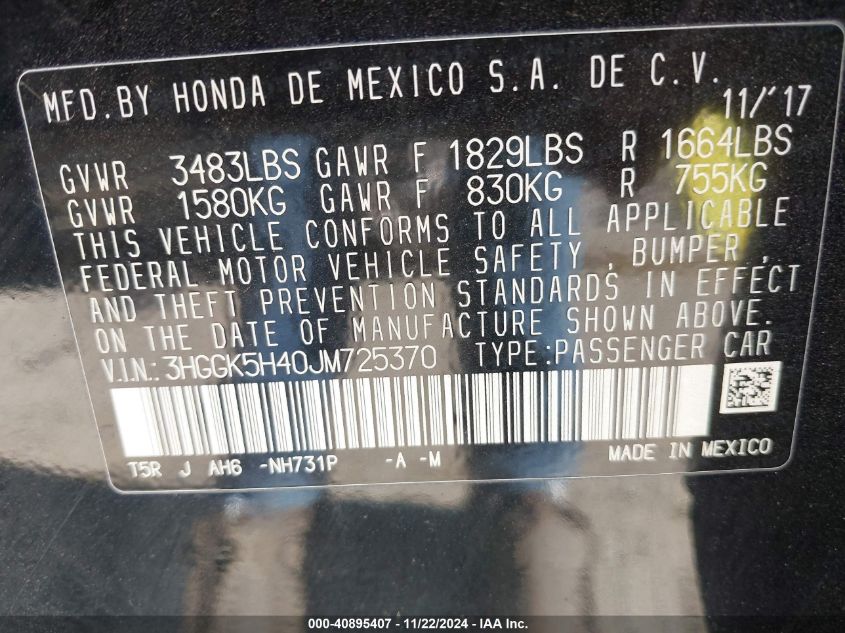 MFD.BY HONDA DE MEXICO S.A. DE C.V.
11/'17
GVWR 3483LBS GAWR F 1829LBS R 1664LBS
GVWR 1580KG GAWR F 830KG R 755KG
THIS VEHICLE CONFORMS TO ALL APPLICABLE
FEDERAL MOTOR VEHICLE SAFETY, BUMPER,
AND THEFT PREVENTION STANDARDS IN EFFECT
ON THE DATE OF MANUFACTURE SHOWN ABOVE.
V.I.N.: 3HGGK5H40JM725370 TYPE:PASSENGER CAR
T5R J AH6 -NH731P -A -M MADE IN MEXICO
000-40895407 - 11/22/2024 - IAA Inc.